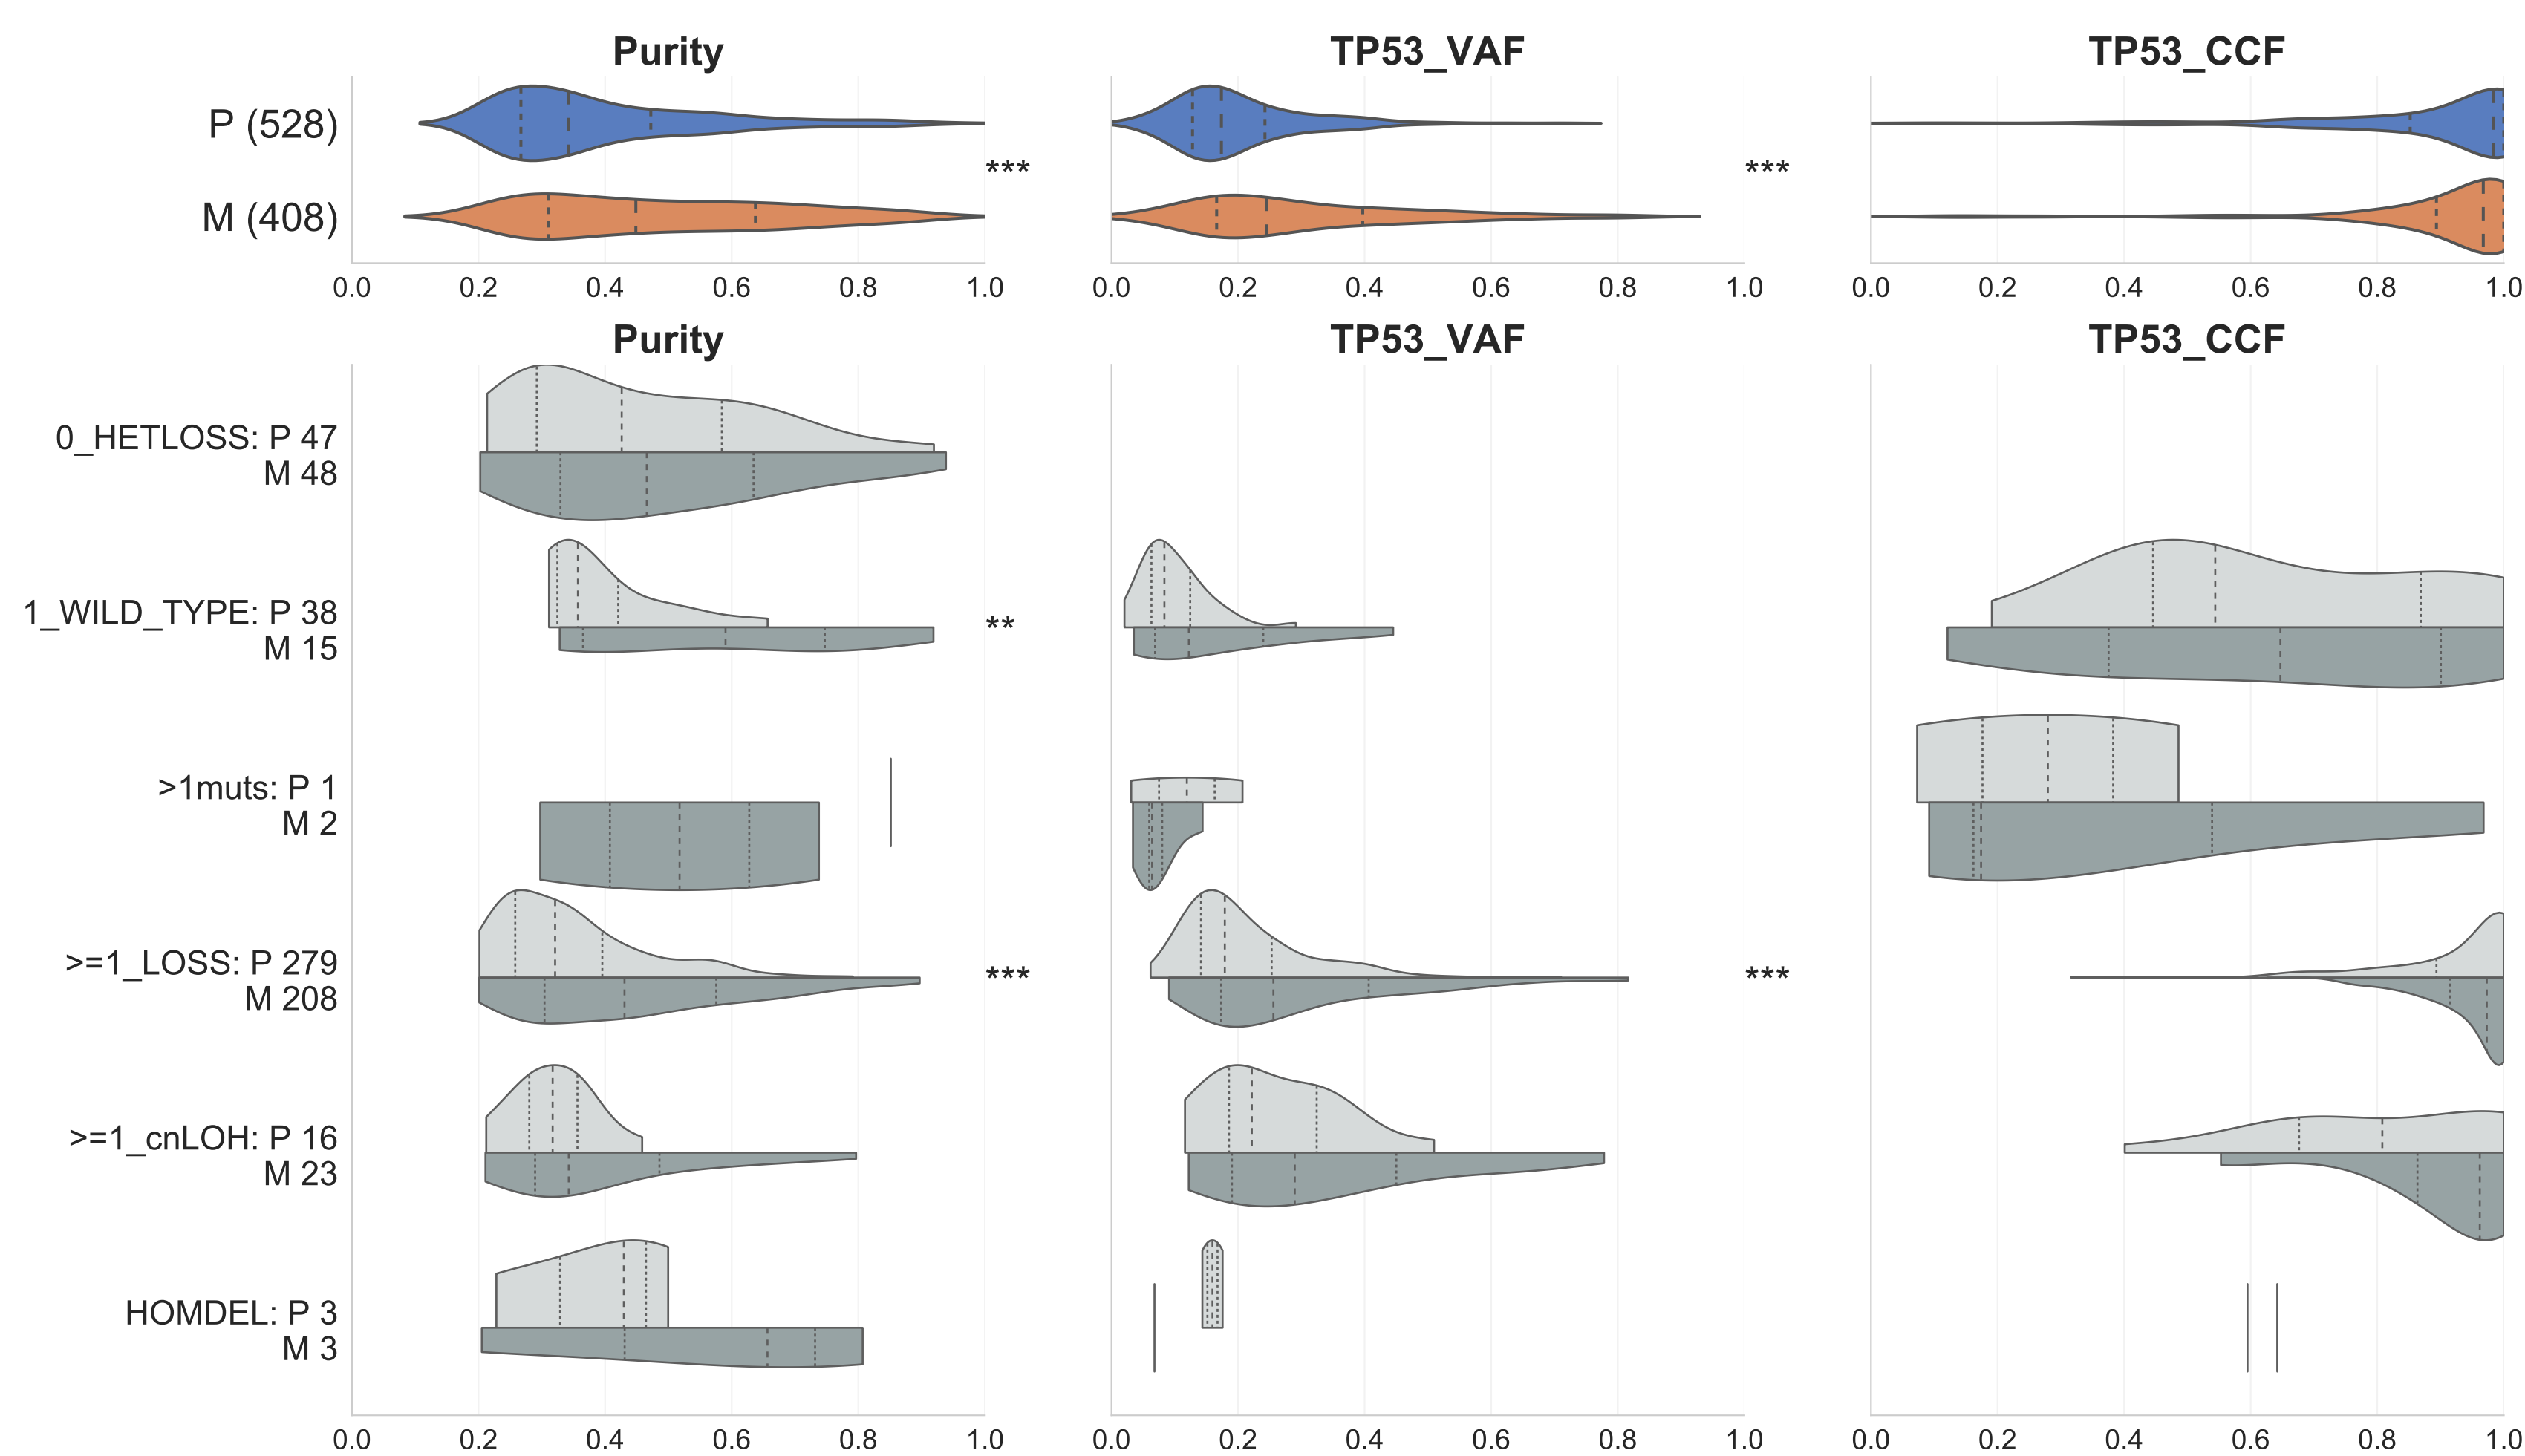 Purity
TP53_VAF
TP53_CCF
P (528)
M (408)
***
***
0.0 0.2 0.4 0.6 0.8 1.0
0.0 0.2 0.4 0.6 0.8 1.0
0.0 0.2 0.4 0.6 0.8 1.0
Purity
TP53_VAF
TP53_CCF
0_HETLOSS: P 47
M 48
1_WILD_TYPE: P 38
M 15
**
>1muts: P 1
M 2
>=1_LOSS: P 279
M 208
***
***
>=1_cnLOH: P 16
M 23
HOMDEL: P 3
M 3
0.0 0.2 0.4 0.6 0.8 1.0
0.0 0.2 0.4 0.6 0.8 1.0
0.0 0.2 0.4 0.6 0.8 1.0